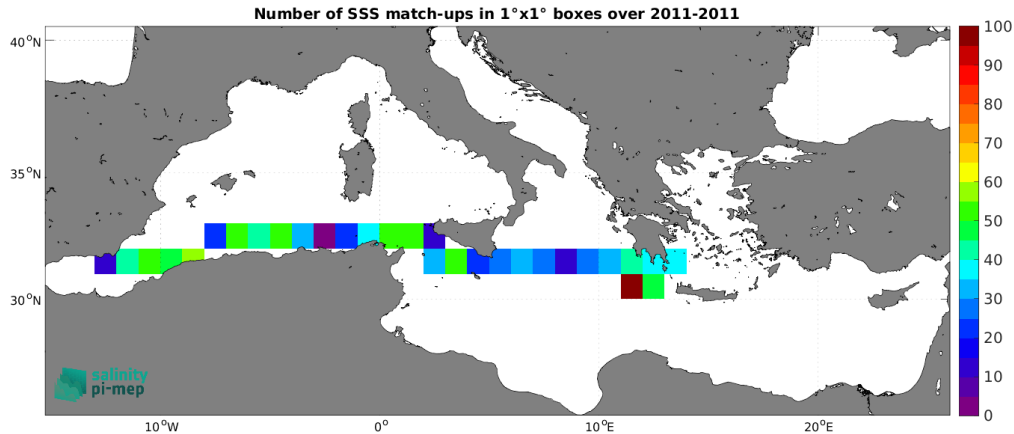 Number of SSS match-ups in 1°x1° boxes over 2011-2011
40°N
35°N
30°N
10°W
0°
10°E
20°E
100
90
80
70
60
50
40
30
20
10
0
salinity
pi-mep